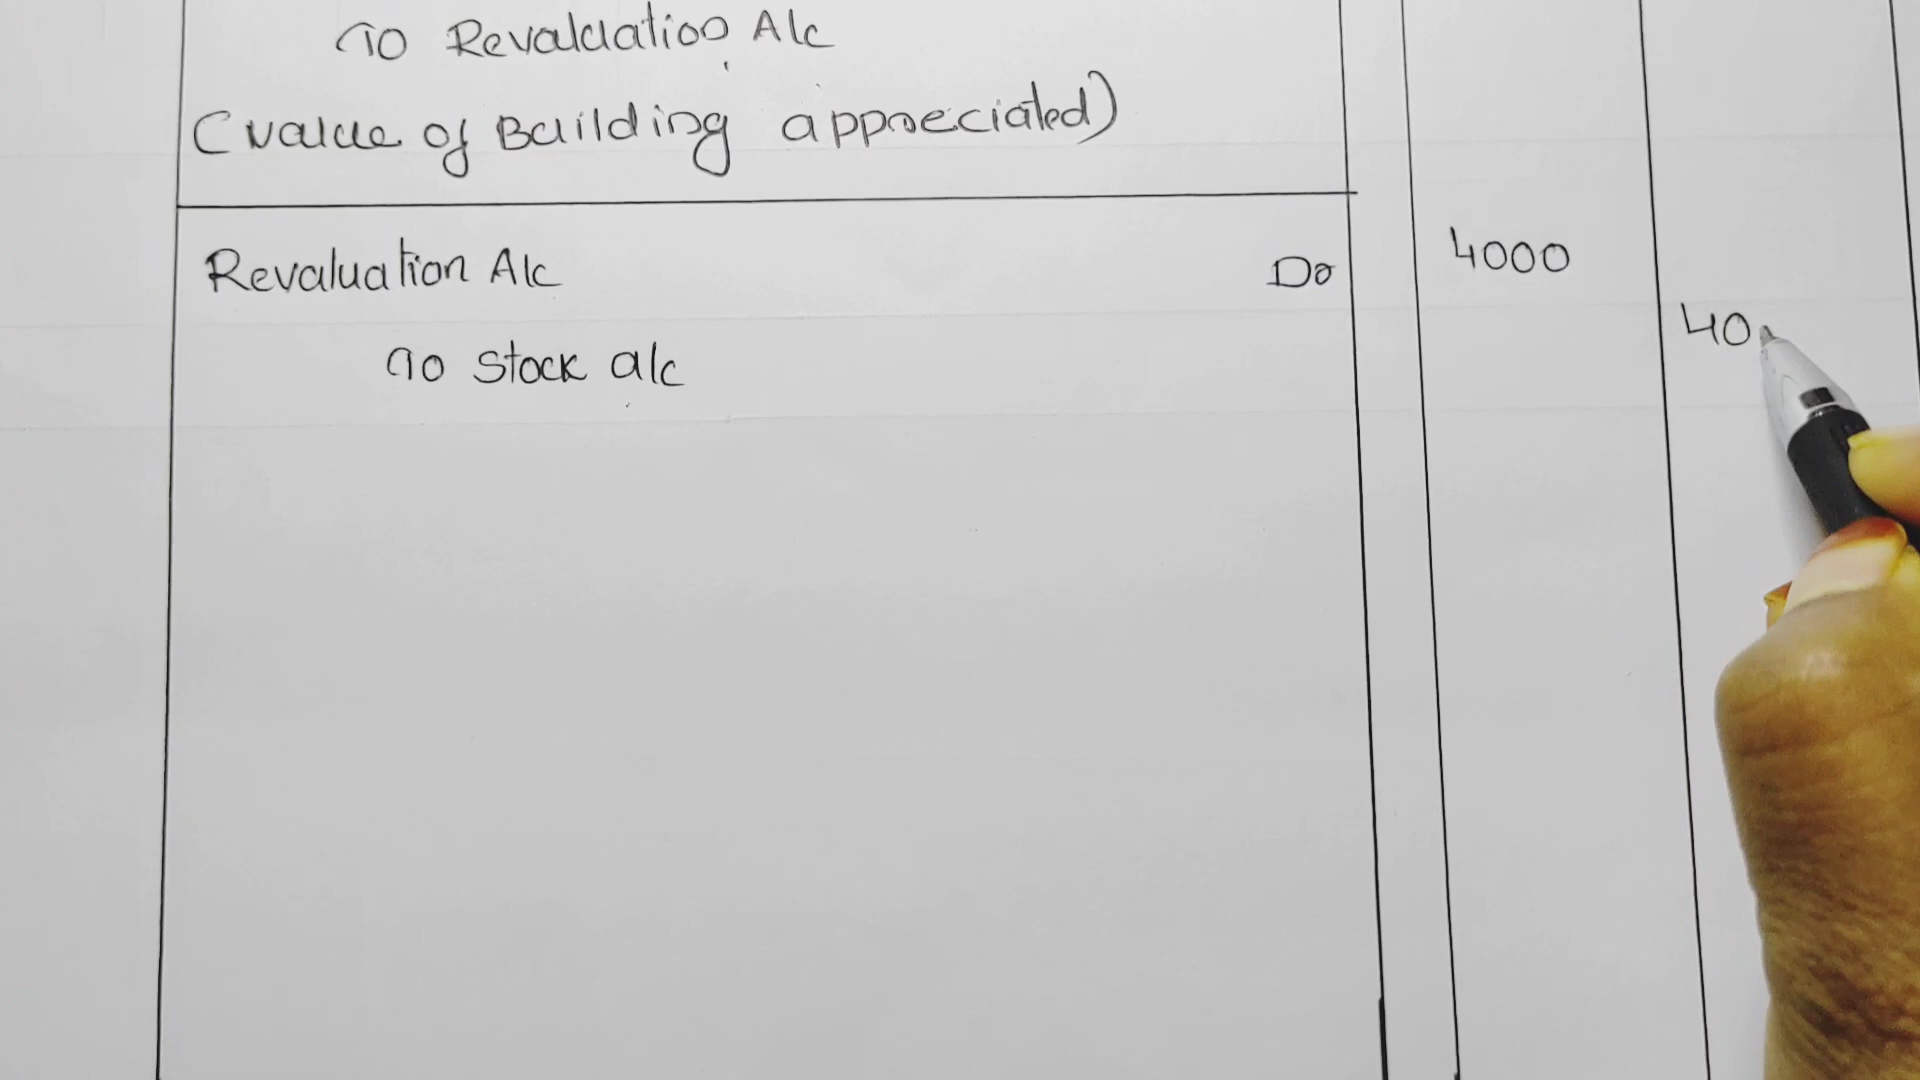 To Revaluation A/c
(value of Building appreciated)
Revaluation A/c Dr 4000
40
To Stock a/c